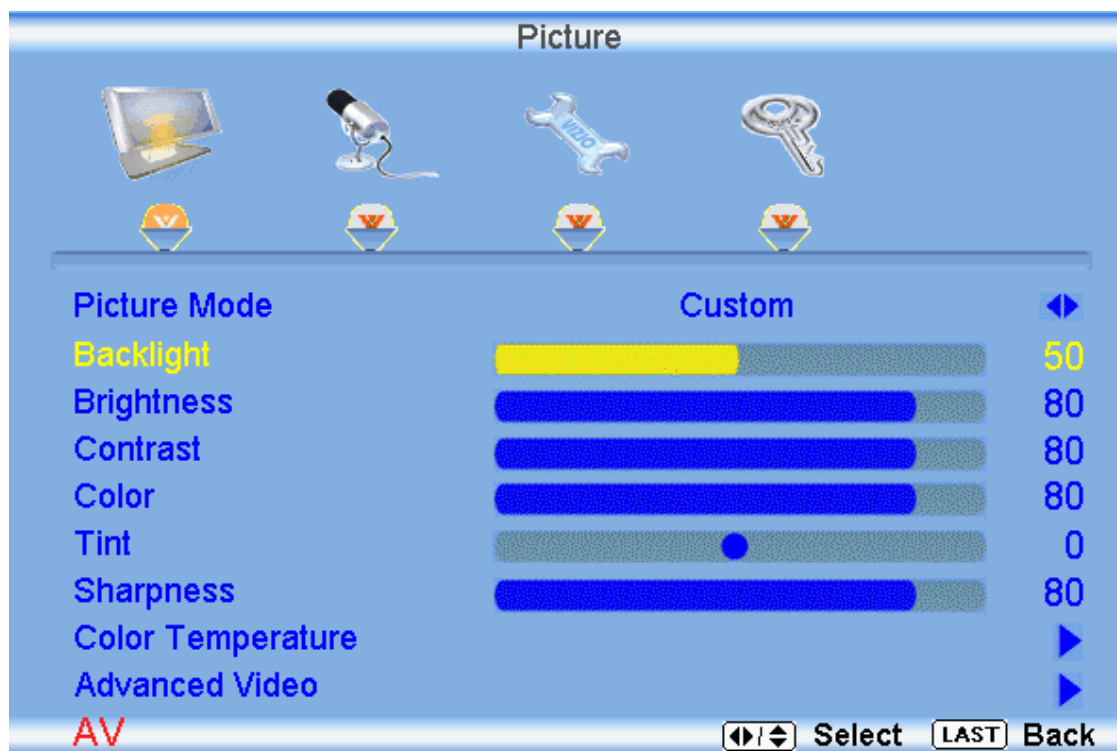 Picture
VIZIO
Picture Mode Custom
Backlight 50
Brightness 80
Contrast 80
Color 80
Tint 0
Sharpness 80
Color Temperature
Advanced Video
AV / Select LAST Back